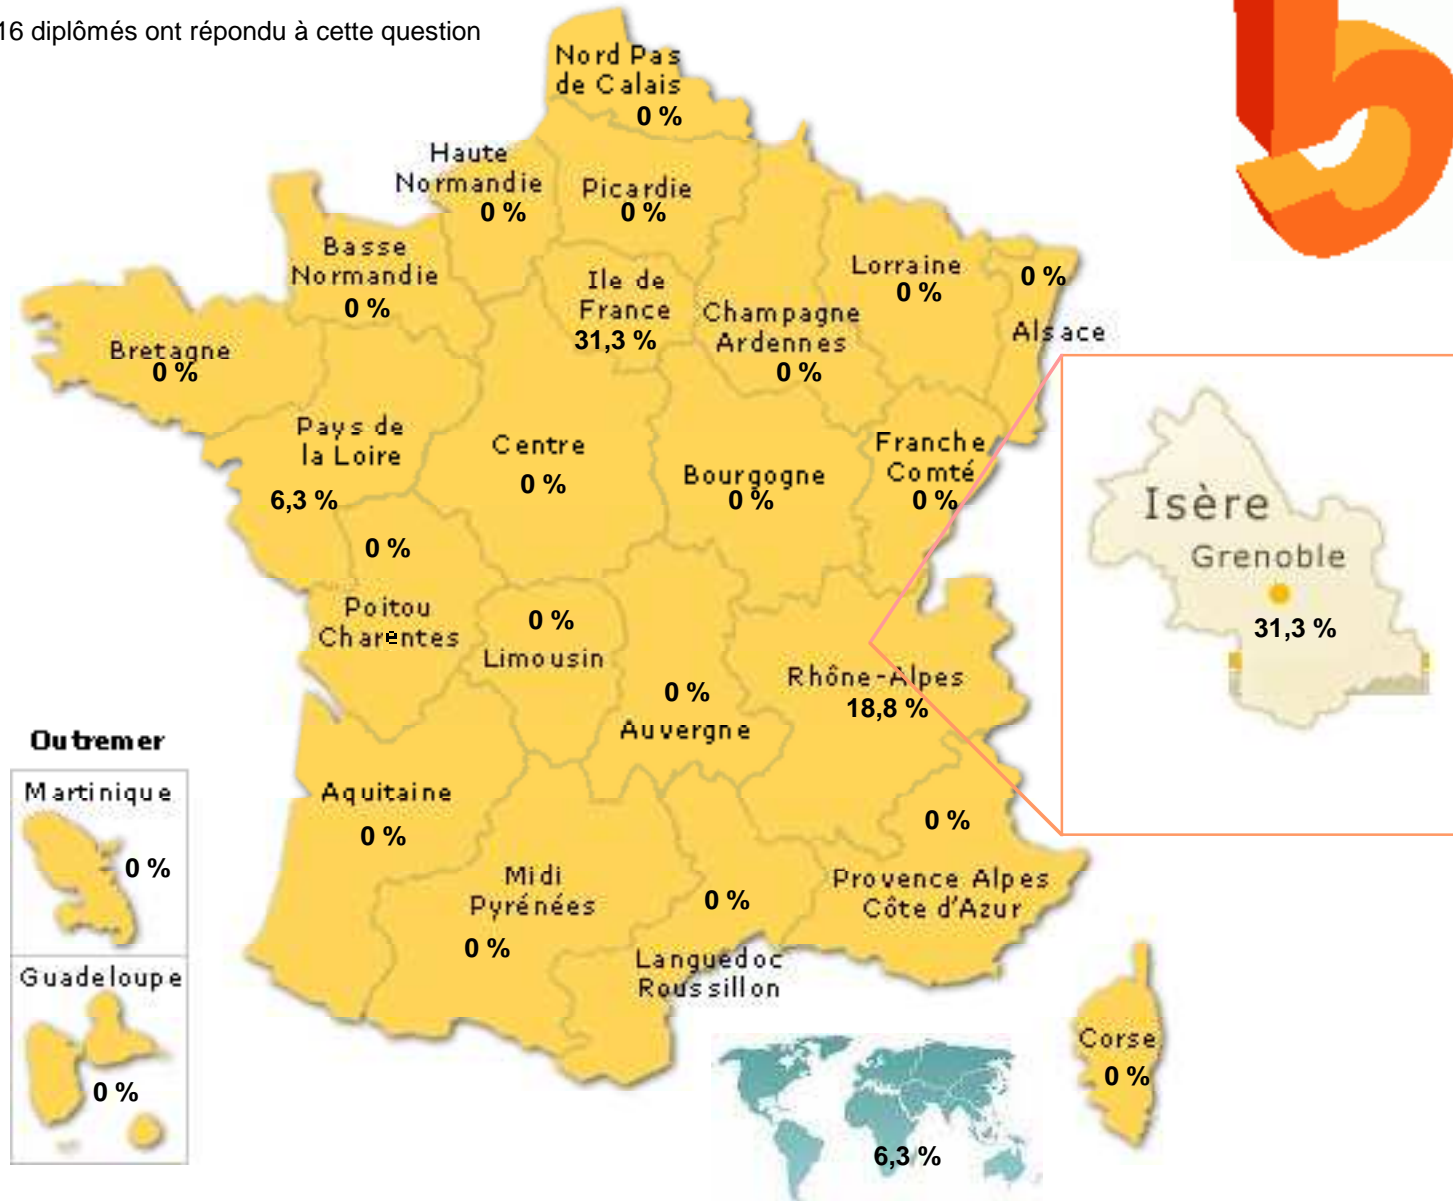 16 diplômés ont répondu à cette question
Nord Pas
de Calais
0 %
Haute
Normandie
0 %
Picardie
0 %
Basse
Normandie
0 %
Ile de
France
31,3 %
Champagne
Ardennes
0 %
Lorraine
0 %
0 %
Alsace
Bretagne
0 %
Pays de
la Loire
6,3 %
Centre
0 %
Bourgogne
0 %
Franche
Comté
0 %
Isère
Grenoble
31,3 %
0 %
Poitou
Charentes
0 %
Limousin
0 %
Auvergne
Rhône-Alpes
18,8 %
Outremer
Martinique
0 %
Guadeloupe
0 %
Aquitaine
0 %
Midi
Pyrénées
0 %
0 %
Languedoc
Roussillon
0 %
Provence Alpes
Côte d'Azur
Corse
0 %
6,3 %